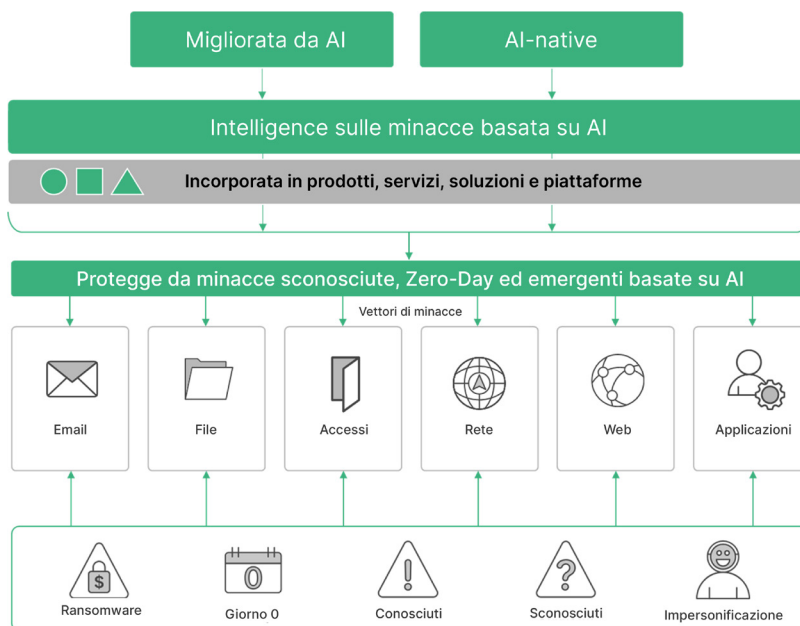 Migliorata da AI
AI-native
Intelligence sulle minacce basata su AI
Incorporata in prodotti, servizi, soluzioni e piattaforme
Protegge da minacce sconosciute, Zero-Day ed emergenti basate su AI
Vettori di minacce
Email
File
Accessi
Rete
Web
Applicazioni
$
0
!
?
Ransomware
Giorno 0
Conosciuti
Sconosciuti
Impersonificazione